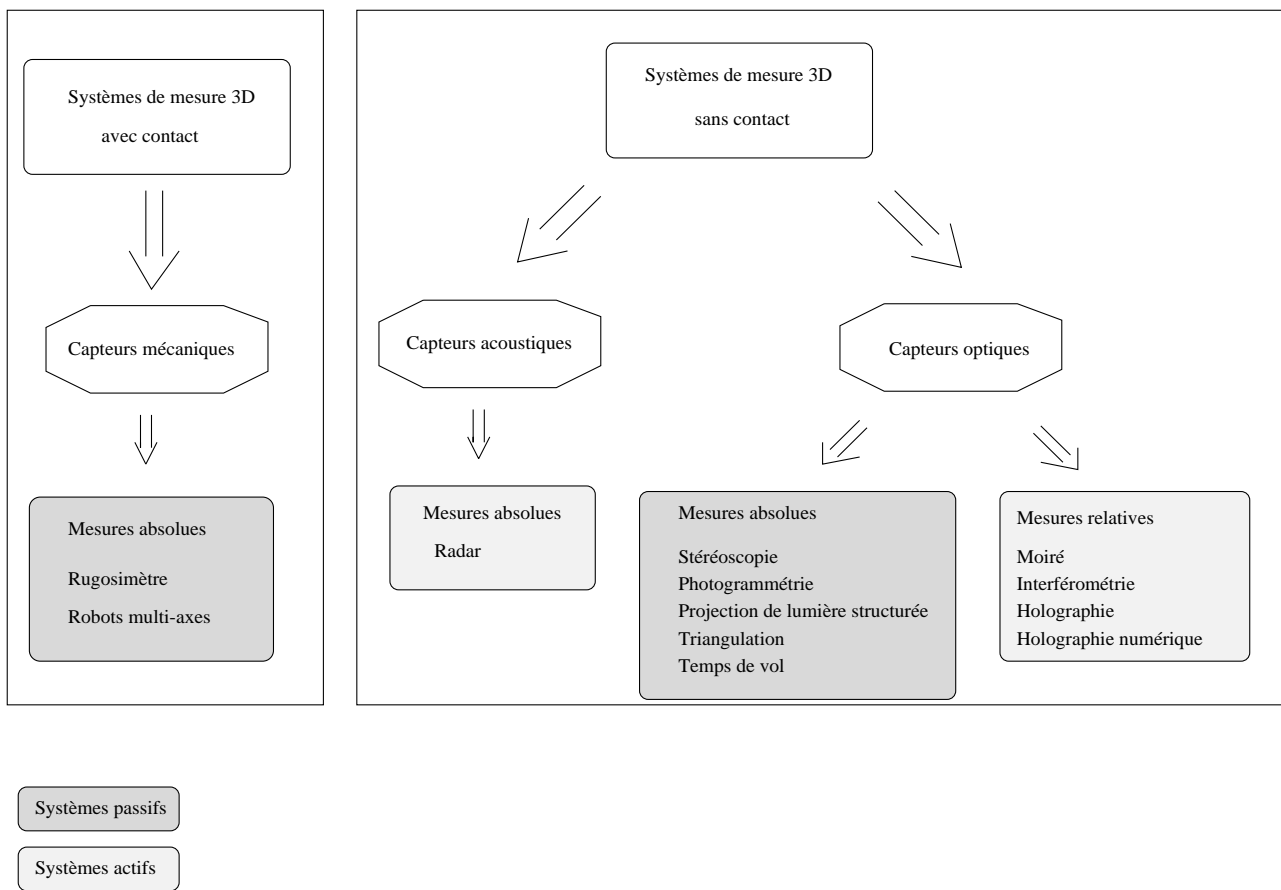 Systèmes de mesure 3D
avec contact
Capteurs mécaniques
Mesures absolues
Rugosimètre
Robots multi-axes
Systèmes de mesure 3D
sans contact
Capteurs acoustiques
Capteurs optiques
Mesures absolues
Radar
Mesures absolues
Stéréoscopie
Photogrammétrie
Projection de lumière structurée
Triangulation
Temps de vol
Mesures relatives
Moiré
Interférométrie
Holographie
Holographie numérique
Systèmes passifs
Systèmes actifs